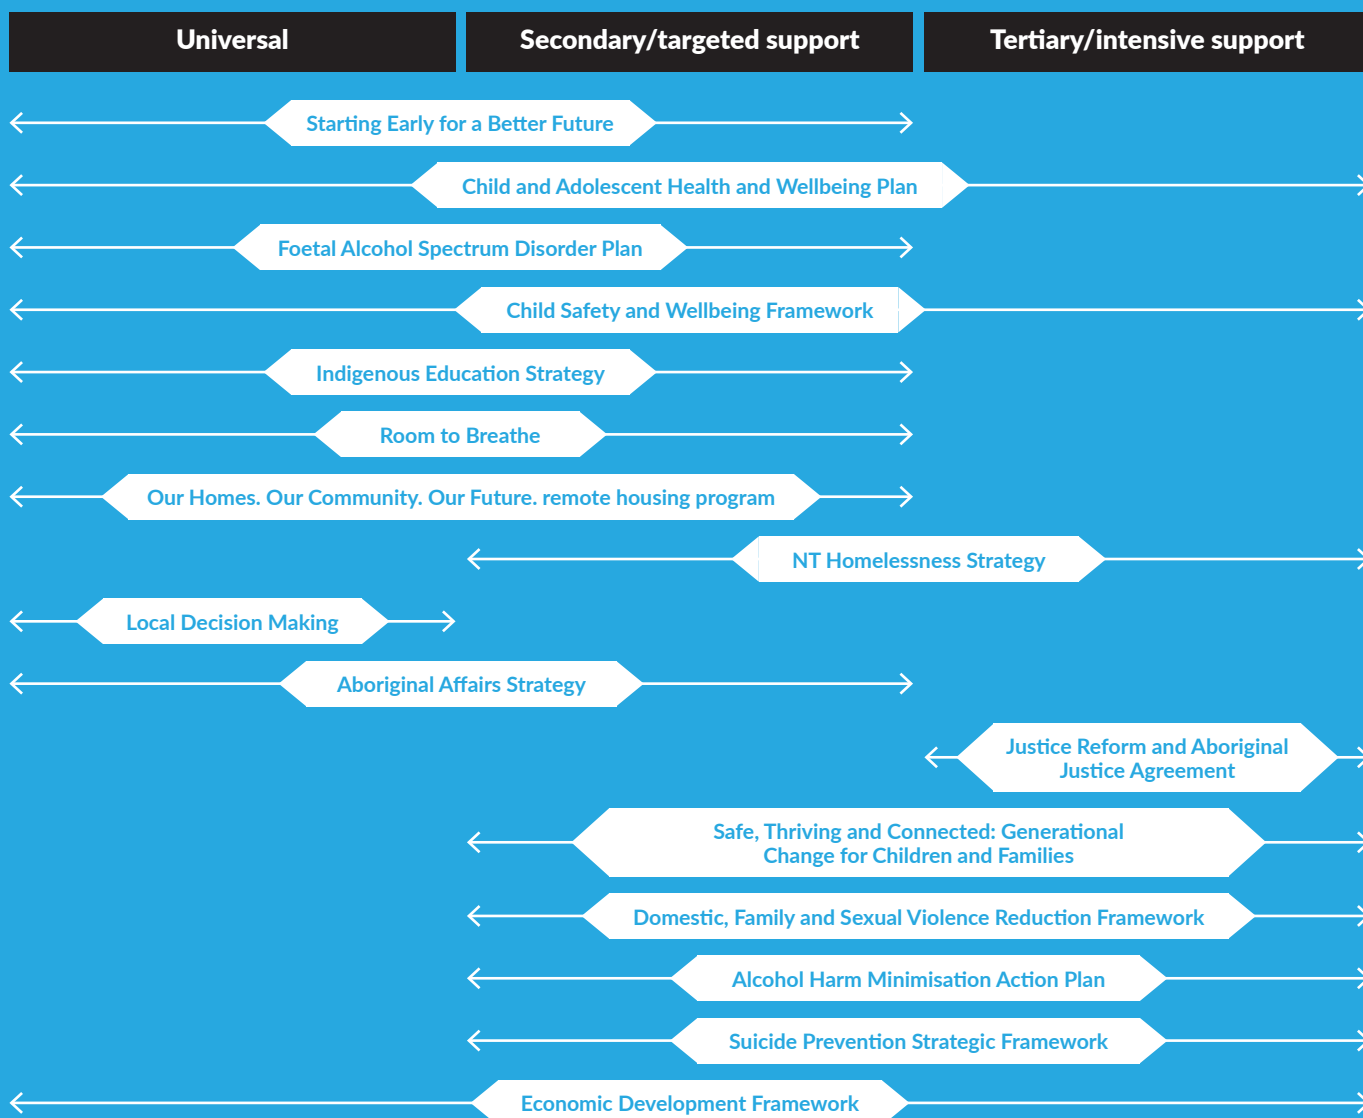 Universal
Secondary/targeted support
Tertiary/intensive support
Starting Early for a Better Future
Child and Adolescent Health and Wellbeing Plan
Foetal Alcohol Spectrum Disorder Plan
Child Safety and Wellbeing Framework
Indigenous Education Strategy
Room to Breathe
Our Homes. Our Community. Our Future. remote housing program
NT Homelessness Strategy
Local Decision Making
Aboriginal Affairs Strategy
Justice Reform and Aboriginal
Justice Agreement
Safe, Thriving and Connected: Generational
Change for Children and Families
Domestic, Family and Sexual Violence Reduction Framework
Alcohol Harm Minimisation Action Plan
Suicide Prevention Strategic Framework
Economic Development Framework